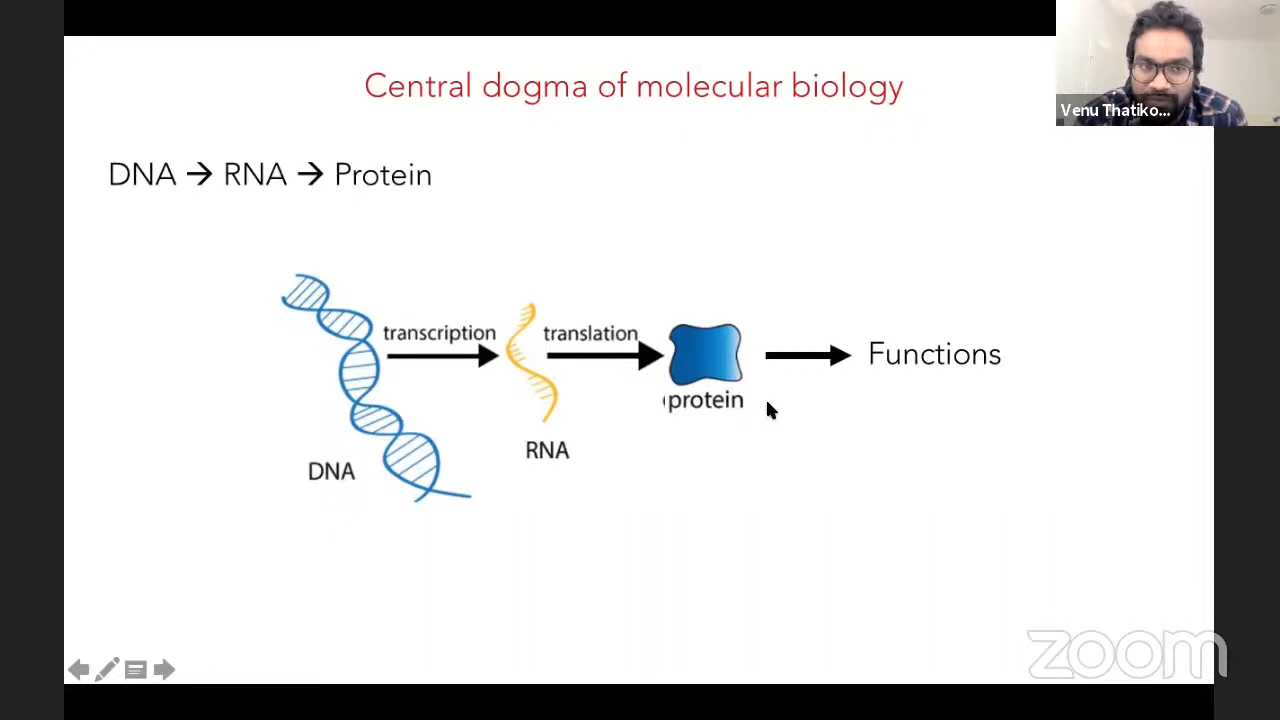 Central dogma of molecular biology
Venu Thatiko...
DNA → RNA → Protein
transcription
translation
Functions
protein
RNA
DNA
zoom